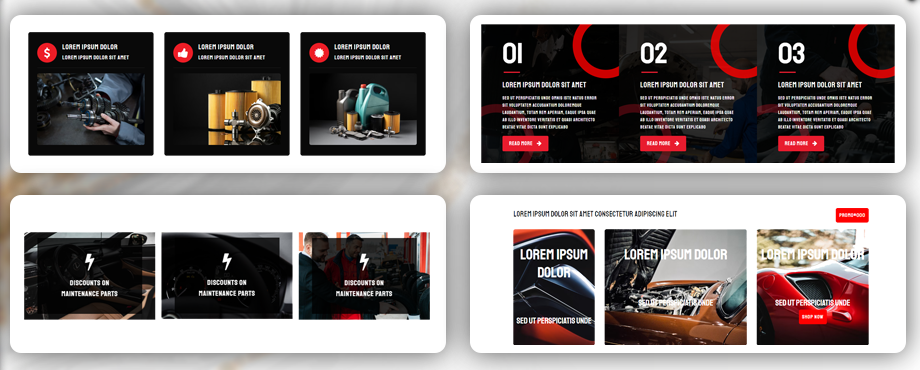 LOREM IPSUM DOLOR
LOREM IPSUM DOLOR SIT AMET
LOREM IPSUM DOLOR
LOREM IPSUM DOLOR SIT AMET
LOREM IPSUM DOLOR
LOREM IPSUM DOLOR SIT AMET
01
LOREM IPSUM DOLOR SIT AMET
SED UT PERSPICIATIS UNDE OMNIS ISTE NATUS ERROR
SIT VOLUPTATEM ACCUSANTIUM DOLOREMQUE
LAUDANTIUM, TOTAM REM APERIAM, EAQUE IPSA QUAE
AB ILLO INVENTORE VERITATIS ET QUASI ARCHITECTO
BEATAE VITAE DICTA SUNT EXPLICABO
READ MORE
02
LOREM IPSUM DOLOR SIT AMET
SED UT PERSPICIATIS UNDE OMNIS ISTE NATUS ERROR
SIT VOLUPTATEM ACCUSANTIUM DOLOREMQUE
LAUDANTIUM, TOTAM REM APERIAM, EAQUE IPSA QUAE
AB ILLO INVENTORE VERITATIS ET QUASI ARCHITECTO
BEATAE VITAE DICTA SUNT EXPLICABO
READ MORE
03
LOREM IPSUM DOLOR SIT AMET
SED UT PERSPICIATIS UNDE OMNIS ISTE NATUS ERROR
SIT VOLUPTATEM ACCUSANTIUM DOLOREMQUE
LAUDANTIUM, TOTAM REM APERIAM, EAQUE IPSA QUAE
AB ILLO INVENTORE VERITATIS ET QUASI ARCHITECTO
BEATAE VITAE DICTA SUNT EXPLICABO
READ MORE
DISCOUNTS ON
MAINTENANCE PARTS
DISCOUNTS ON
MAINTENANCE PARTS
DISCOUNTS ON
MAINTENANCE PARTS
LOREM IPSUM DOLOR SIT AMET CONSECTETUR ADIPISCING ELIT
LOREM IPSUM
DOLOR
SED UT PERSPICIATIS UNDE
LOREM IPSUM DOLOR
SED UT PERSPICIATIS UNDE
LOREM IPSUM DOLOR
SED UT PERSPICIATIS UNDE
SHOP NOW